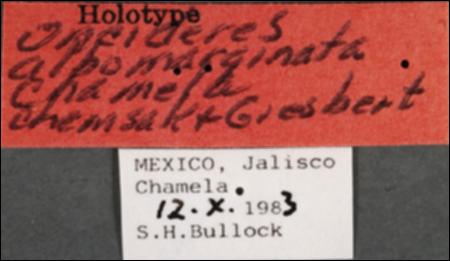 Holotype
Oncideres
albomarginata
chamela
Chemsak & Giesbert
MEXICO, Jalisco
Chamela.
12.X.1983
S.H.Bullock